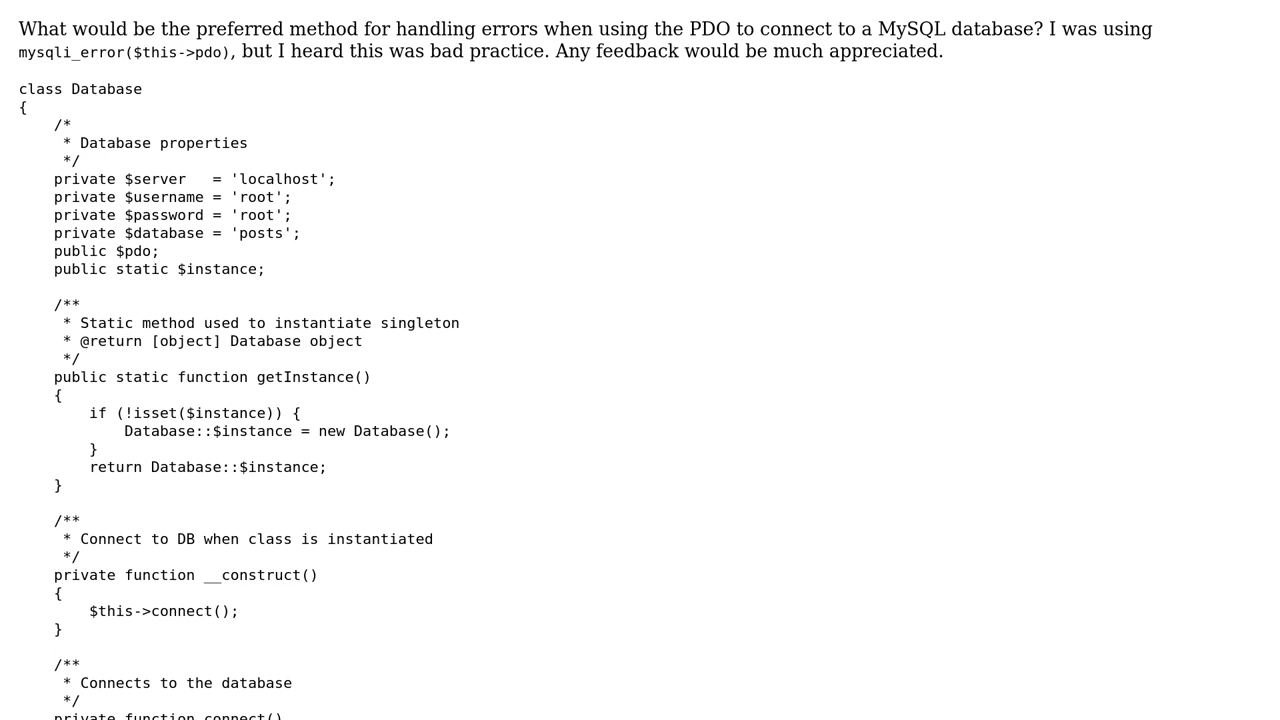 What would be the preferred method for handling errors when using the PDO to connect to a MySQL database? I was using
mysqli_error($this->pdo), but I heard this was bad practice. Any feedback would be much appreciated.
class Database
{
    /*
     * Database properties
     */
    private $server   = 'localhost';
    private $username = 'root';
    private $password = 'root';
    private $database = 'posts';
    public $pdo;
    public static $instance;

    /**
     * Static method used to instantiate singleton
     * @return [object] Database object
     */
    public static function getInstance()
    {
        if (!isset($instance)) {
            Database::$instance = new Database();
        }
        return Database::$instance;
    }

    /**
     * Connect to DB when class is instantiated
     */
    private function __construct()
    {
        $this->connect();
    }

    /**
     * Connects to the database
     */
    private function connect()